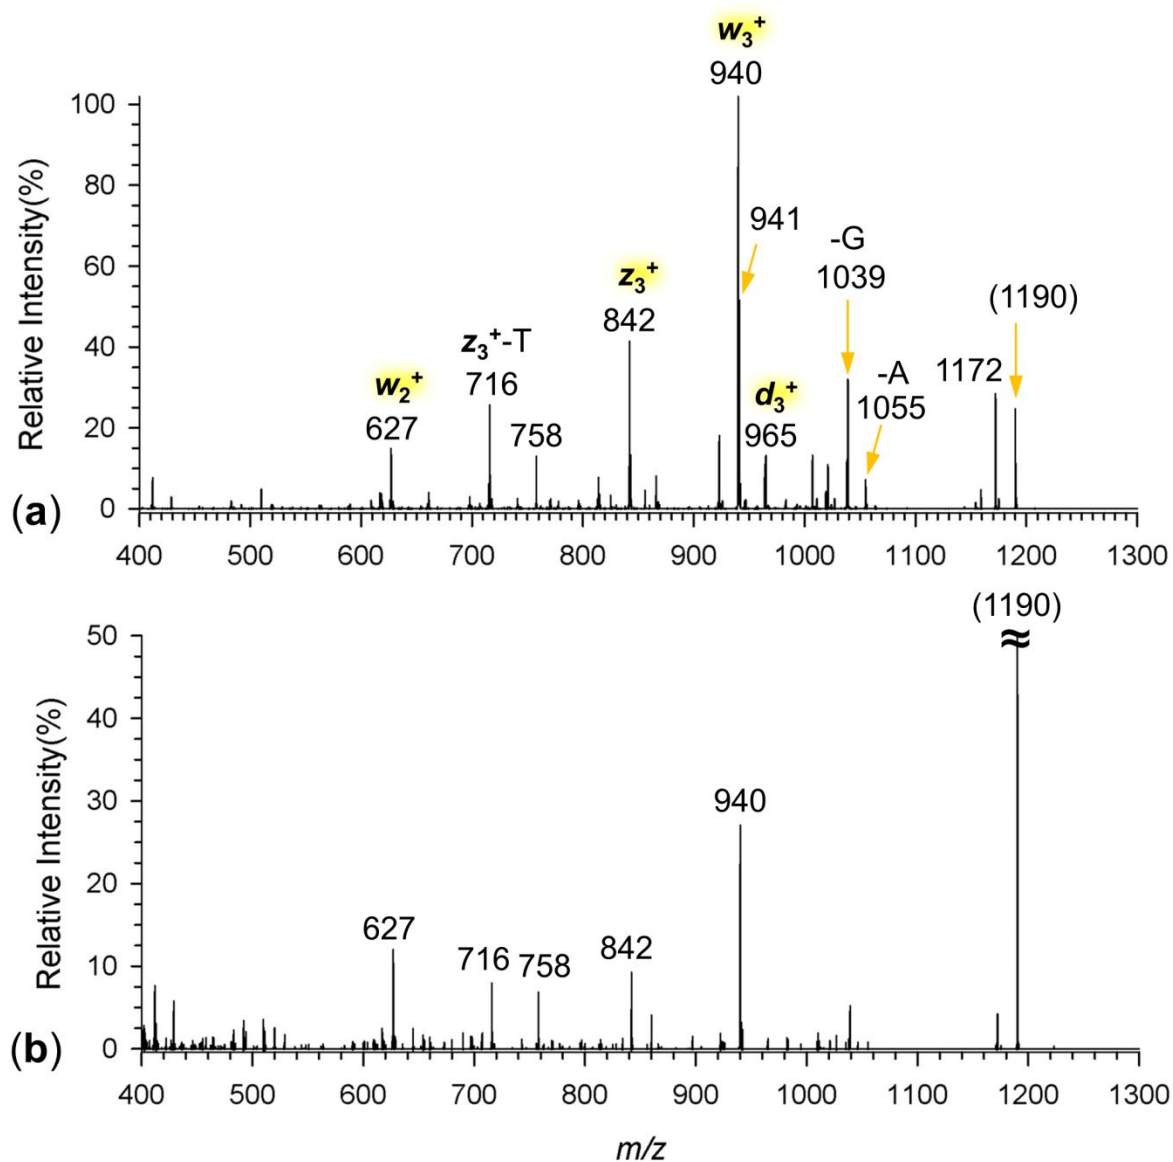 w3+
940
100
80
60
40
20
0
Relative Intensity(%)
941
-G
1039
(1190)
z3+
842
z3+-T
716
-A
1055
1172
w2+
627
758
d3+
965
(a)
400 500 600 700 800 900 1000 1100 1200 1300
(1190)
≈
50
40
30
20
10
0
Relative Intensity(%)
940
627
716
758
842
(b)
400 500 600 700 800 900 1000 1100 1200 1300
m/z